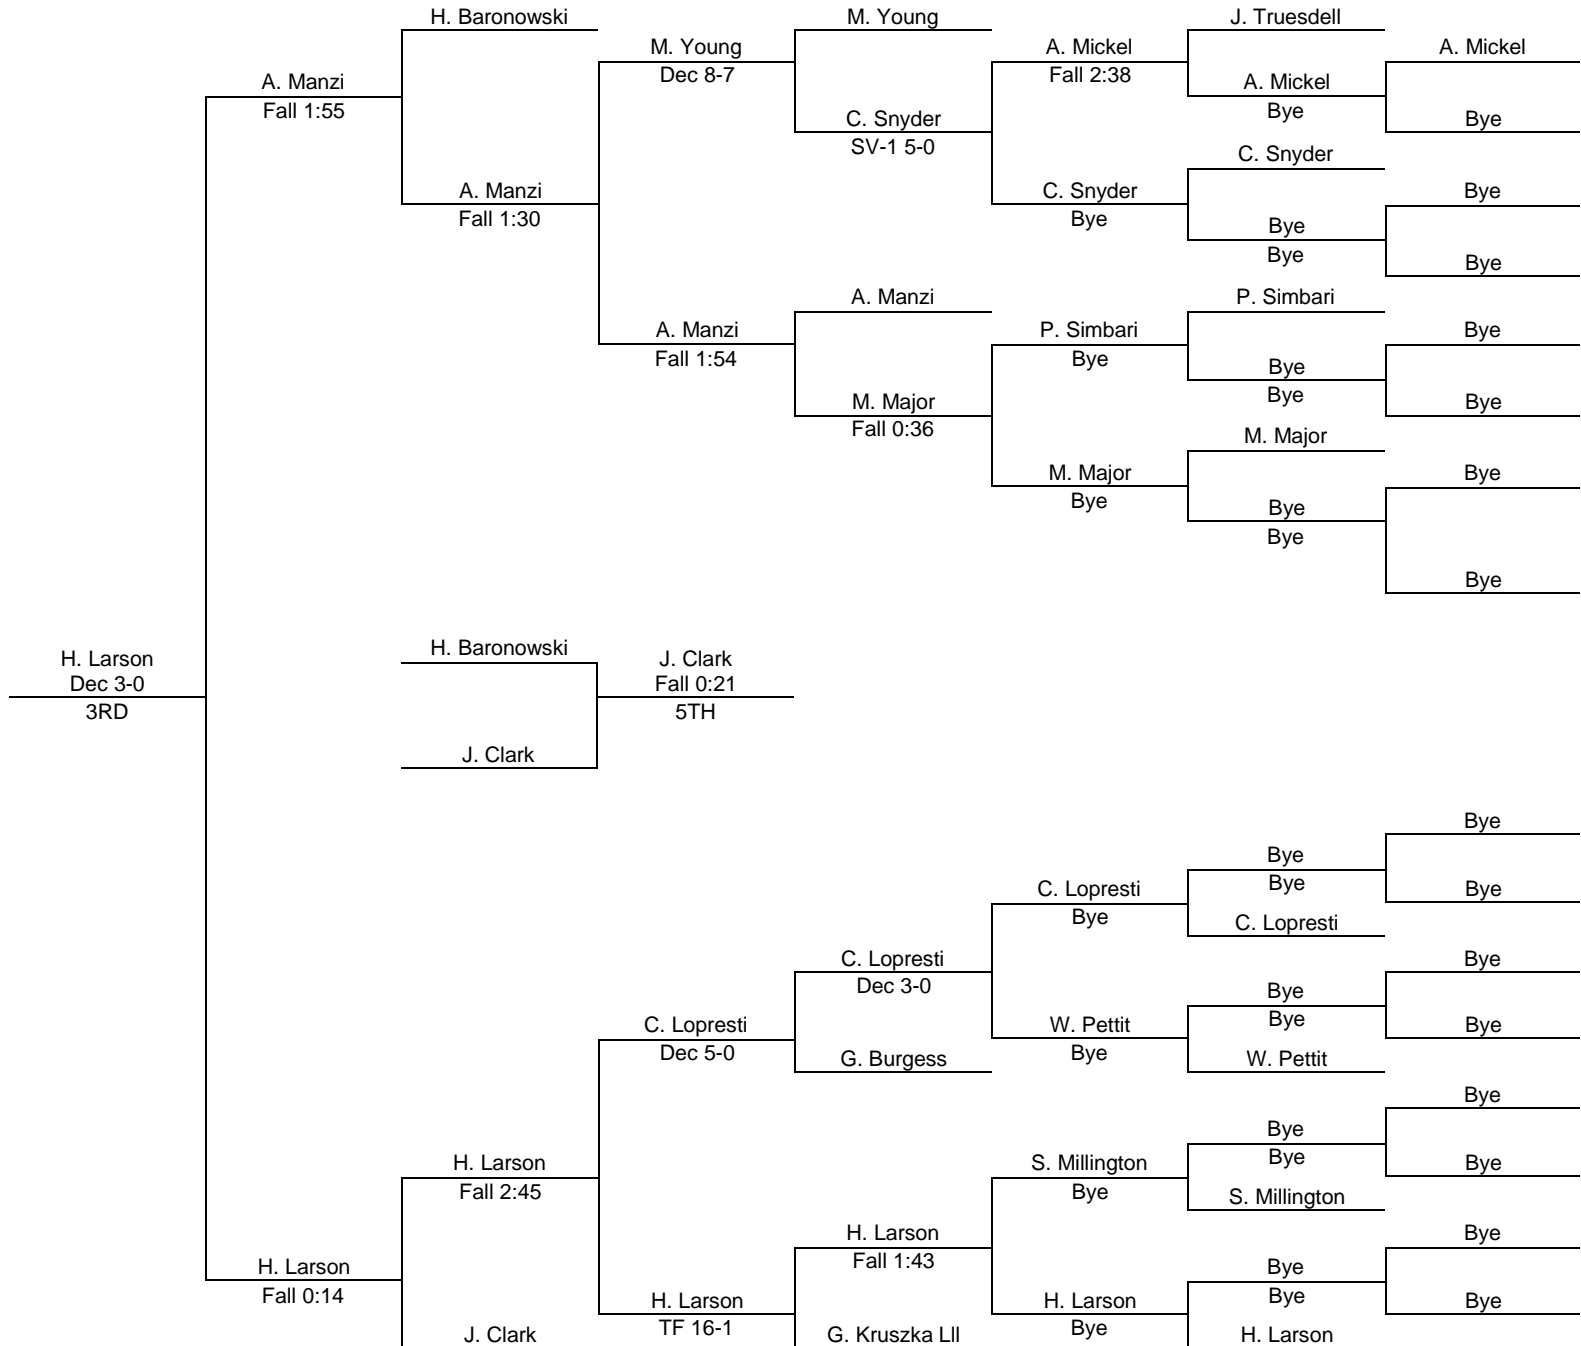 H. Baronowski
M. Young
J. Truesdell
M. Young
Dec 8-7
A. Mickel
Fall 2:38
A. Mickel
A. Manzi
Fall 1:55
A. Mickel
Bye
C. Snyder
SV-1 5-0
Bye
C. Snyder
A. Manzi
Fall 1:30
C. Snyder
Bye
Bye
Bye
Bye
Bye
A. Manzi
P. Simbari
A. Manzi
Fall 1:54
P. Simbari
Bye
Bye
Bye
Bye
M. Major
Fall 0:36
Bye
M. Major
M. Major
Bye
Bye
Bye
Bye
Bye
H. Larson
Dec 3-0
3RD
H. Baronowski
J. Clark
Fall 0:21
5TH
J. Clark
Bye
Bye
Bye
C. Lopresti
Bye
Bye
C. Lopresti
C. Lopresti
Dec 3-0
Bye
Bye
Bye
C. Lopresti
Dec 5-0
W. Pettit
Bye
Bye
G. Burgess
W. Pettit
Bye
Bye
Bye
H. Larson
Fall 2:45
S. Millington
Bye
Bye
S. Millington
H. Larson
Fall 1:43
Bye
H. Larson
Fall 0:14
Bye
Bye
H. Larson
TF 16-1
H. Larson
Bye
Bye
J. Clark
G. Kruszka Lll
H. Larson